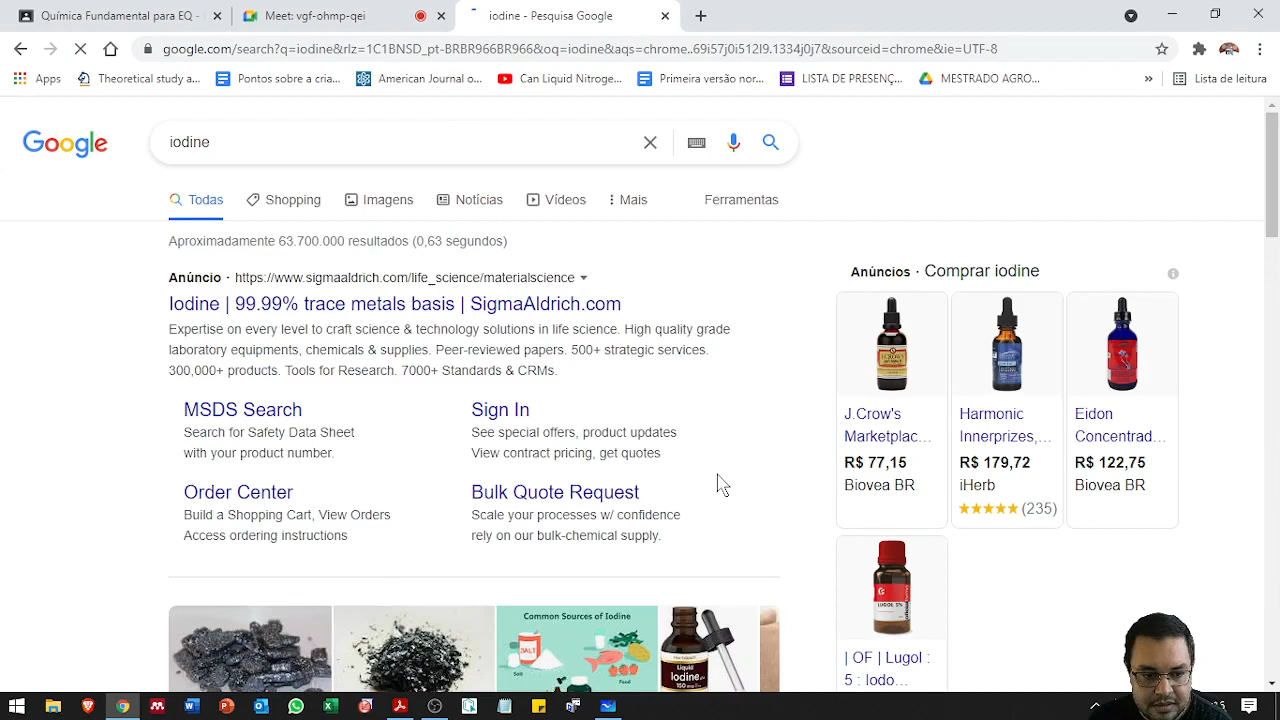 Química Fundamental para EQ -
Meet: vgf-ohmp-qei
iodine - Pesquisa Google
google.com/search?q=iodine&rlz=1C1BNSD_pt-BRBR966BR966&oq=iodine&aqs=chrome..69i57j0i512l9.1334j0j7&sourceid=chrome&ie=UTF-8
Apps
Theoretical study a...
Pontos sobre a cria...
American Journal o...
Can Liquid Nitroge...
Primeira versão nor...
LISTA DE PRESENÇ...
MESTRADO AGRO...
»
Lista de leitura
Google
iodine
Todas
Shopping
Imagens
Notícias
Vídeos
Mais
Ferramentas
Aproximadamente 63.700.000 resultados (0,63 segundos)
Anúncio · https://www.sigmaaldrich.com/life_science/materialscience
Iodine | 99.99% trace metals basis | SigmaAldrich.com
Expertise on every level to craft science & technology solutions in life science. High quality grade
laboratory equipments, chemicals & supplies. Peer-reviewed papers. 500+ strategic services.
300,000+ products. Tools for Research. 7000+ Standards & CRMs.
MSDS Search
Search for Safety Data Sheet
with your product number.
Sign In
See special offers, product updates
View contract pricing, get quotes
Order Center
Build a Shopping Cart, View Orders
Access ordering instructions
Bulk Quote Request
Scale your processes w/ confidence
rely on our bulk-chemical supply.
Common Sources of Iodine
SALT
Salt
Food
Liquid
Iodine
150 mcg
Anúncios · Comprar iodine
J.Crow's
Marketplac...
R$ 77,15
Biovea BR
Harmonic
Innerprizes,...
R$ 179,72
iHerb
(235)
Eidon
Concentrad...
R$ 122,75
Biovea BR
LUGOL 5%
| OF | Lugol :
5 : Iodo...